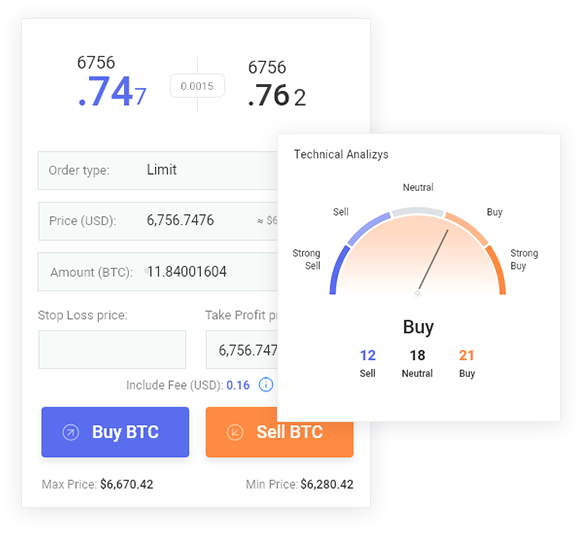 6756
.747
0.0015
6756
.762
Order type: Limit
Price (USD): 6,756.7476 ≈ $6
Amount (BTC): 11.84001604
Stop Loss price:
Take Profit p
6,756.747
Include Fee (USD): 0.16
Buy BTC
Sell BTC
Max Price: $6,670.42
Min Price: $6,280.42
Technical Analizys
Neutral
Sell
Buy
Strong
Sell
Strong
Buy
Buy
12 18 21
Sell Neutral Buy